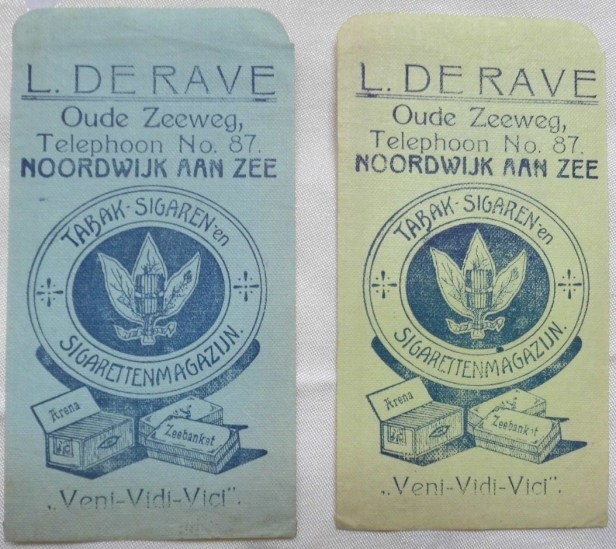 L. DE RAVE
Oude Zeeweg,
Telephoon No. 87.
NOORDWIJK AAN ZEE
TABAK-SIGAREN-en
SIGARETTENMAGAZIJN.
Arena
Zeebanket
„Veni-Vidi-Vici".
L. DE RAVE
Oude Zeeweg,
Telephoon No. 87.
NOORDWIJK AAN ZEE
TABAK-SIGAREN-en
SIGARETTENMAGAZIJN.
Arena
Zeebanket
„Veni-Vidi-Vici".